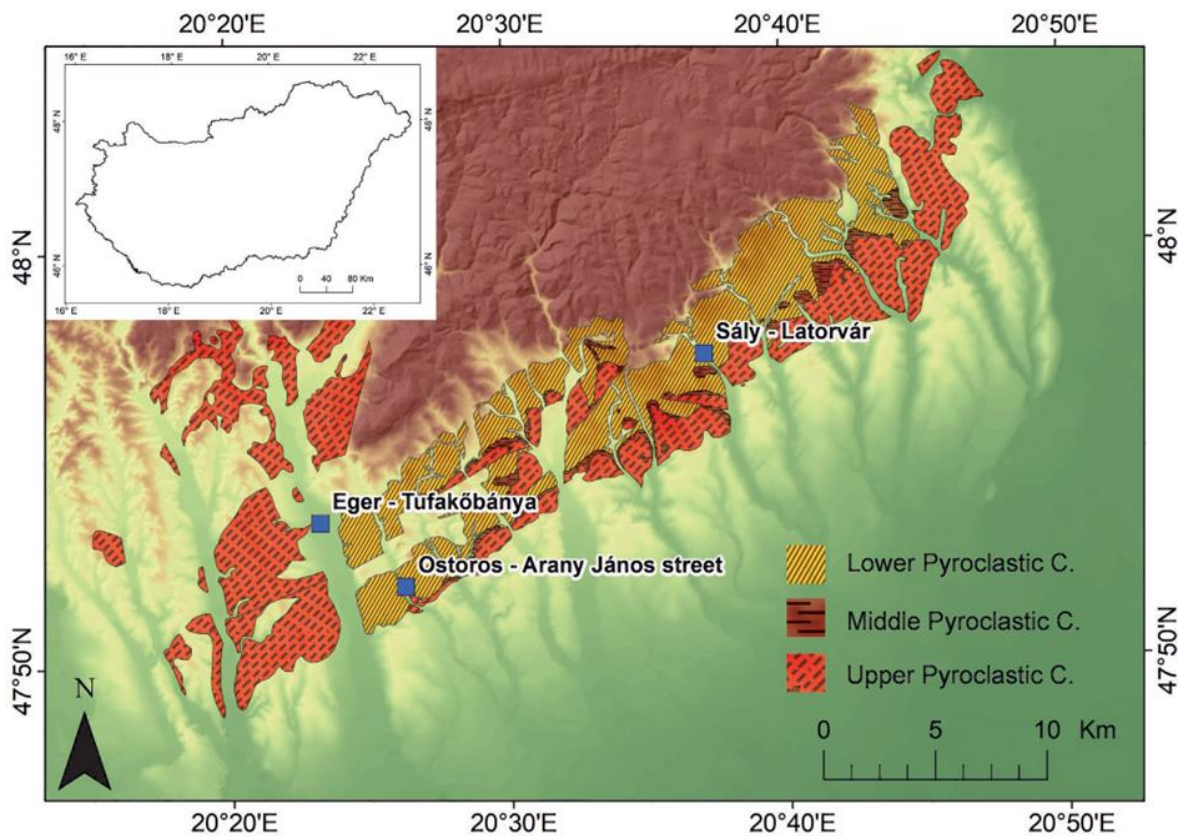 20°20'E 20°30'E 20°40'E 20°50'E
16° E 18° E 20° E 22° E
48° N 48° N
46° N 46° N
0 40 80 Km
16° E 18° E 20° E 22° E
48°N 48°N
Sály - Latorvár
Eger - Tufakőbánya
Ostoros - Arany János street
Lower Pyroclastic C.
Middle Pyroclastic C.
Upper Pyroclastic C.
47°50'N 47°50'N
N
0 5 10 Km
20°20'E 20°30'E 20°40'E 20°50'E